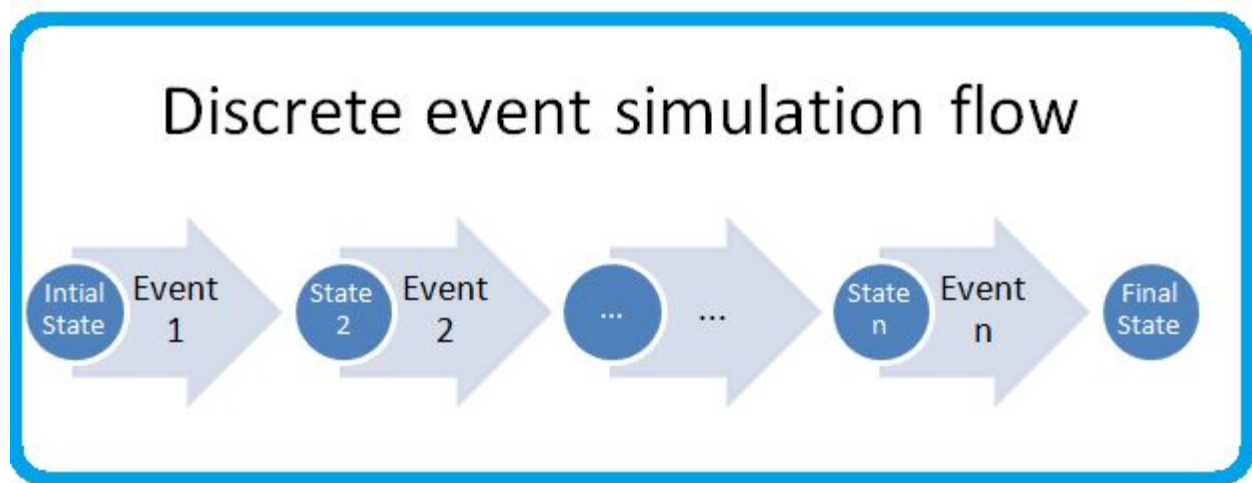 Discrete event simulation flow
Intial
State
Event
1
State
2
Event
2
...
...
State
n
Event
n
Final
State